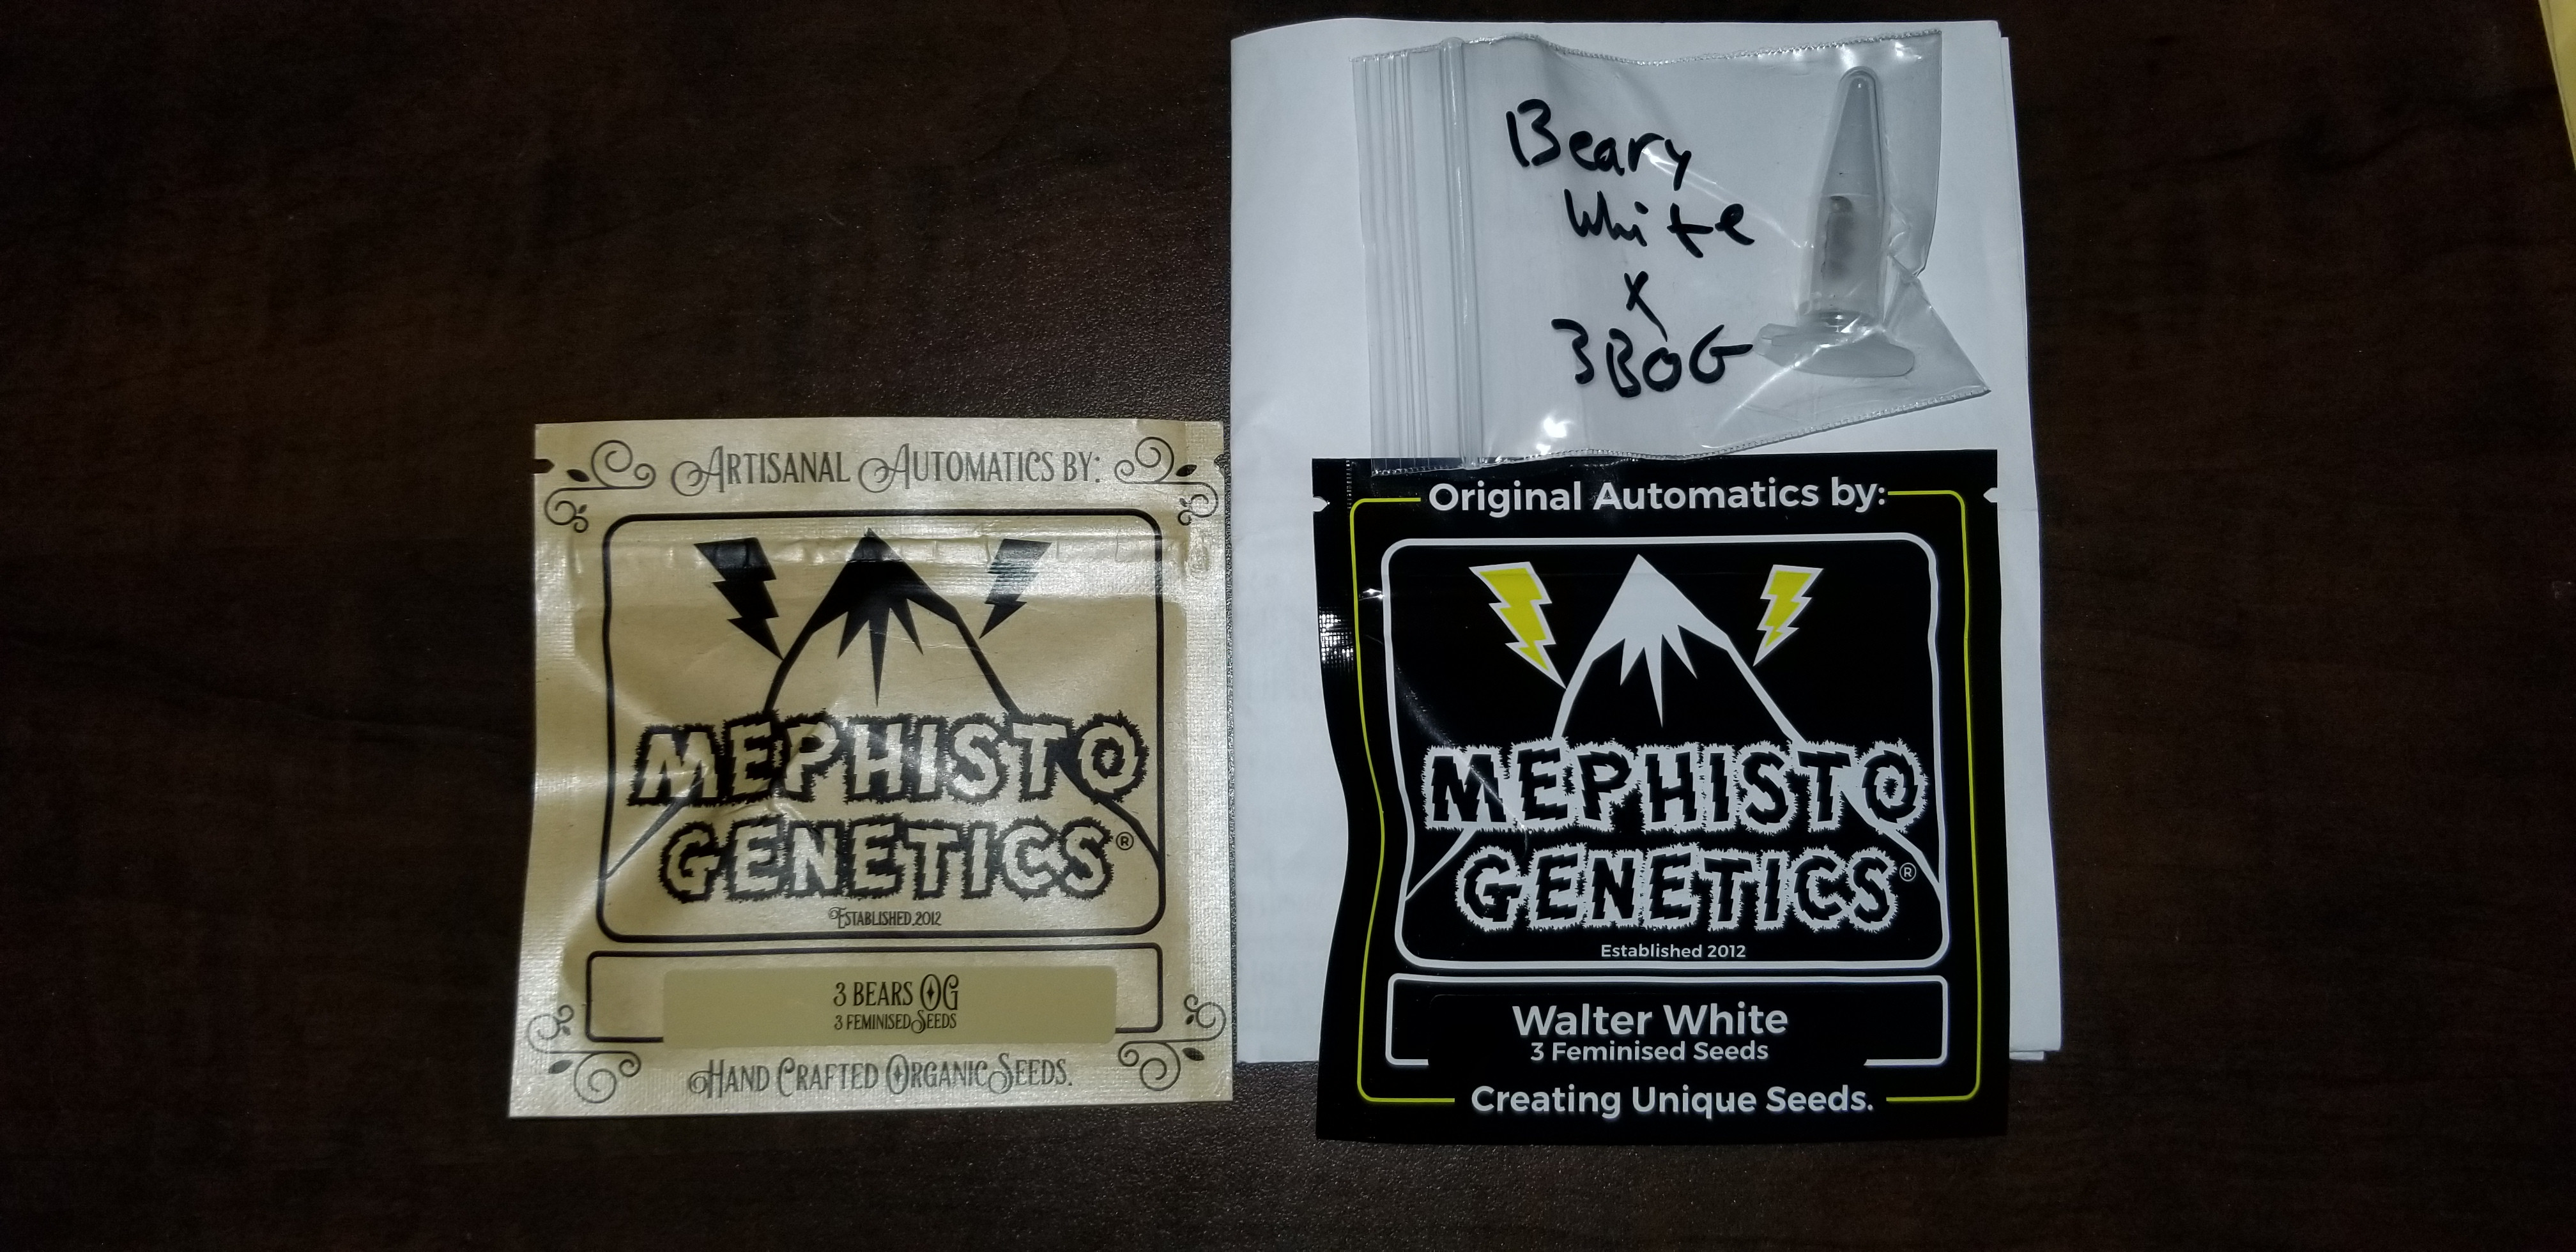 Beary
White
x
3BOG
ARTISANAL AUTOMATICS BY:
MEPHISTO
GENETICS®
ESTABLISHED 2012
3 BEARS OG
3 FEMINISED SEEDS
HAND CRAFTED ORGANIC SEEDS.
Original Automatics by:
MEPHISTO
GENETICS®
Established 2012
Walter White
3 Feminised Seeds
Creating Unique Seeds.